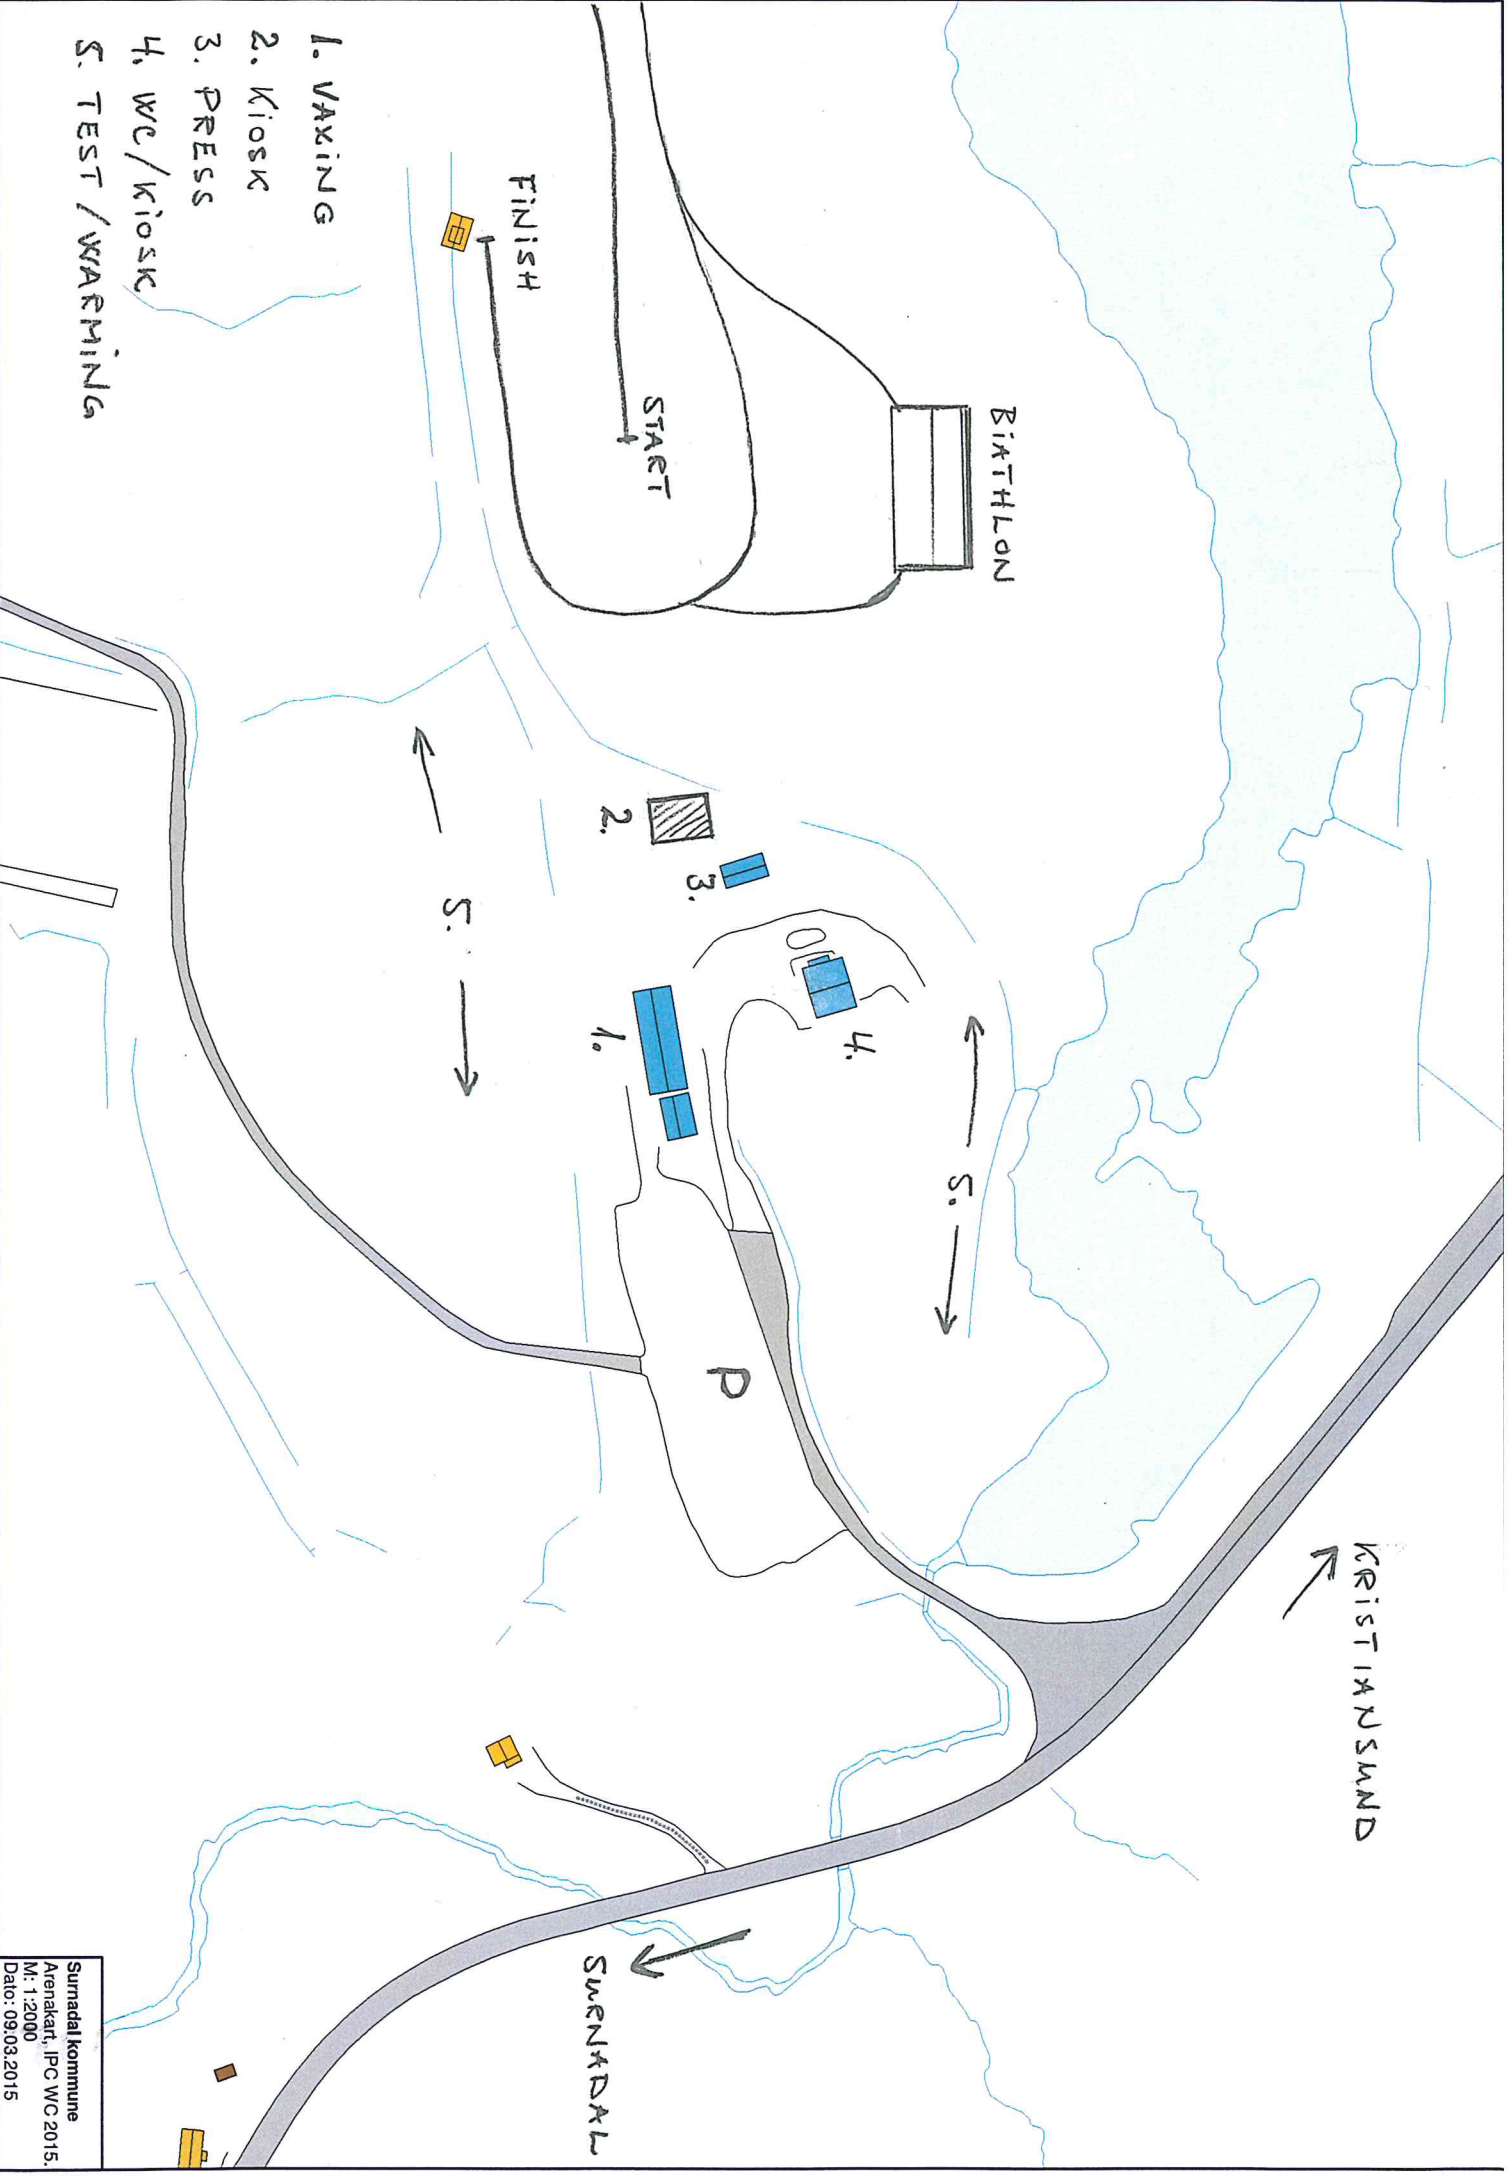 1. VAXiNG
2. KiOSK
3. PRESS
4. WC/KiOSK
5. TEST/WARMiNG
FiNiSH
START
BiATHLON
2.
3.
4.
1.
5.
5.
P
KRiSTIANSUND
SURNADAL
Surnadal kommune
Arenakart, IPC WC 2015.
M: 1:2000
Dato: 09.03.2015